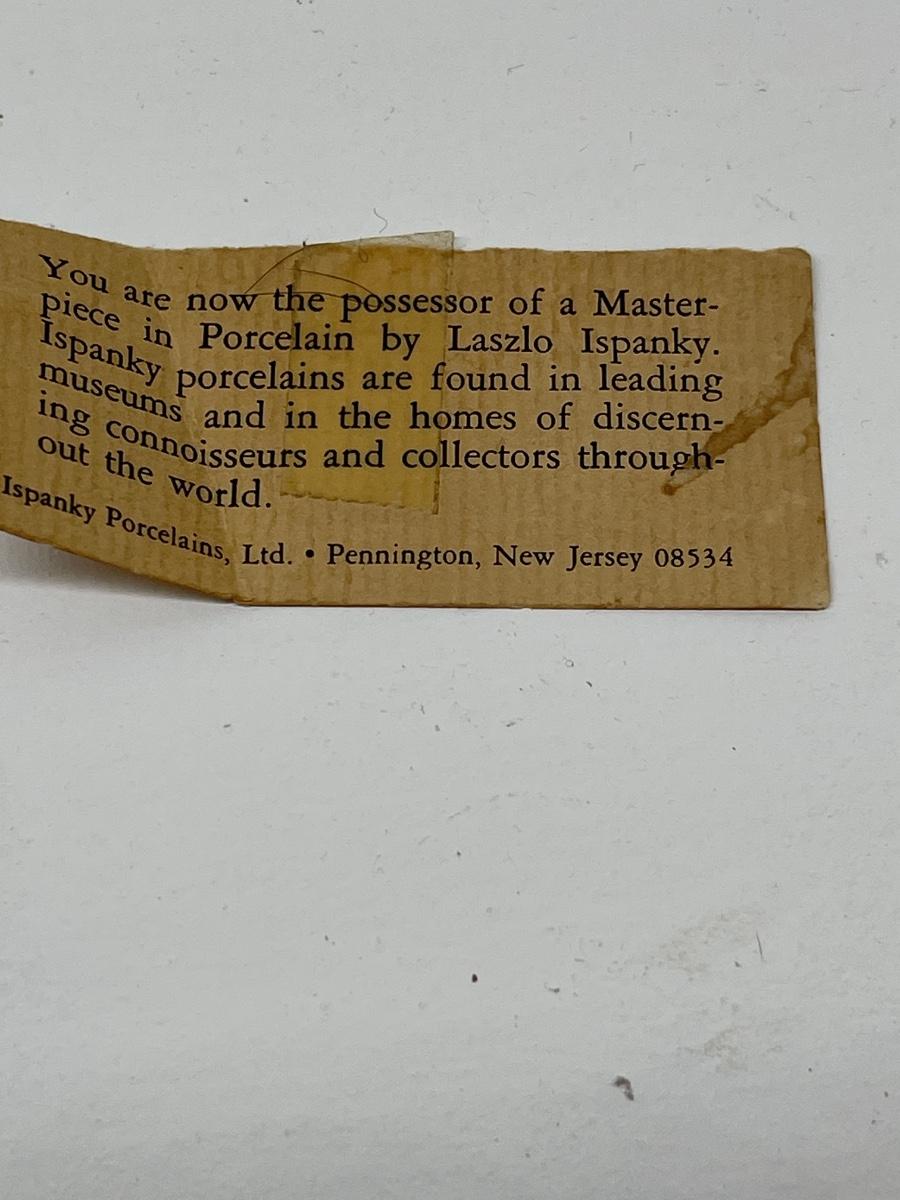 You are now the possessor of a Master-
piece in Porcelain by Laszlo Ispanky.
Ispanky porcelains are found in leading
museums and in the homes of discern-
ing connoisseurs and collectors through-
out the world.
Ispanky Porcelains, Ltd. • Pennington, New Jersey 08534